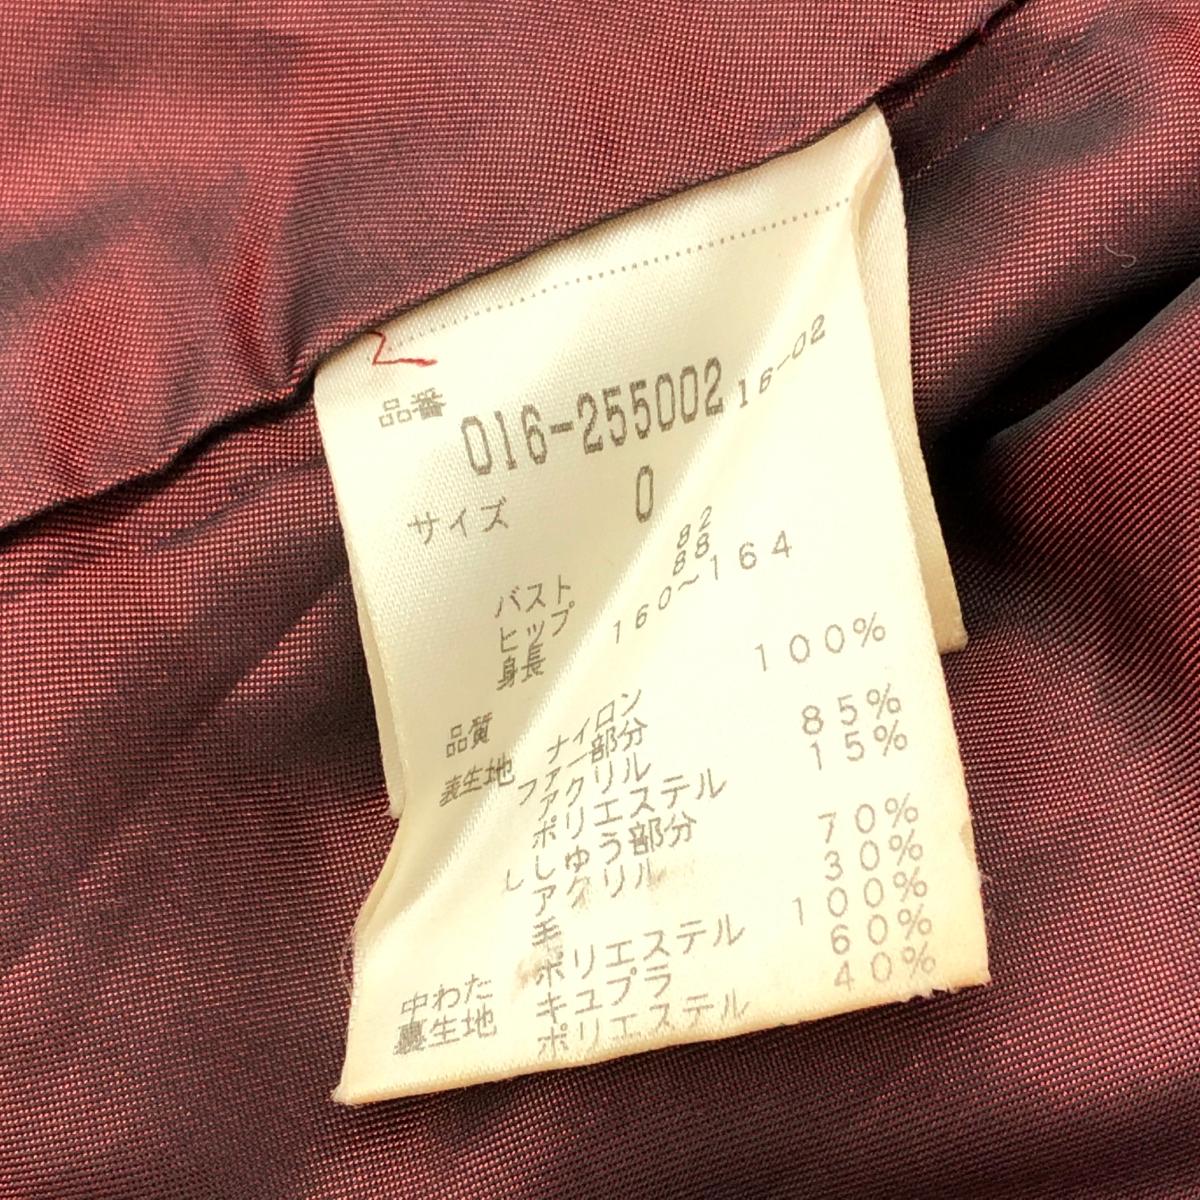 品番
016-255002 16-02
サイズ 0
バスト 82
ヒップ 88
身長 160~164
品質
表生地 ナイロン 100%
ファー部分
アクリル 85%
ポリエステル 15%
ししゅう部分
アクリル 70%
毛 30%
中わた ポリエステル 100%
裏生地 キュプラ 60%
ポリエステル 40%